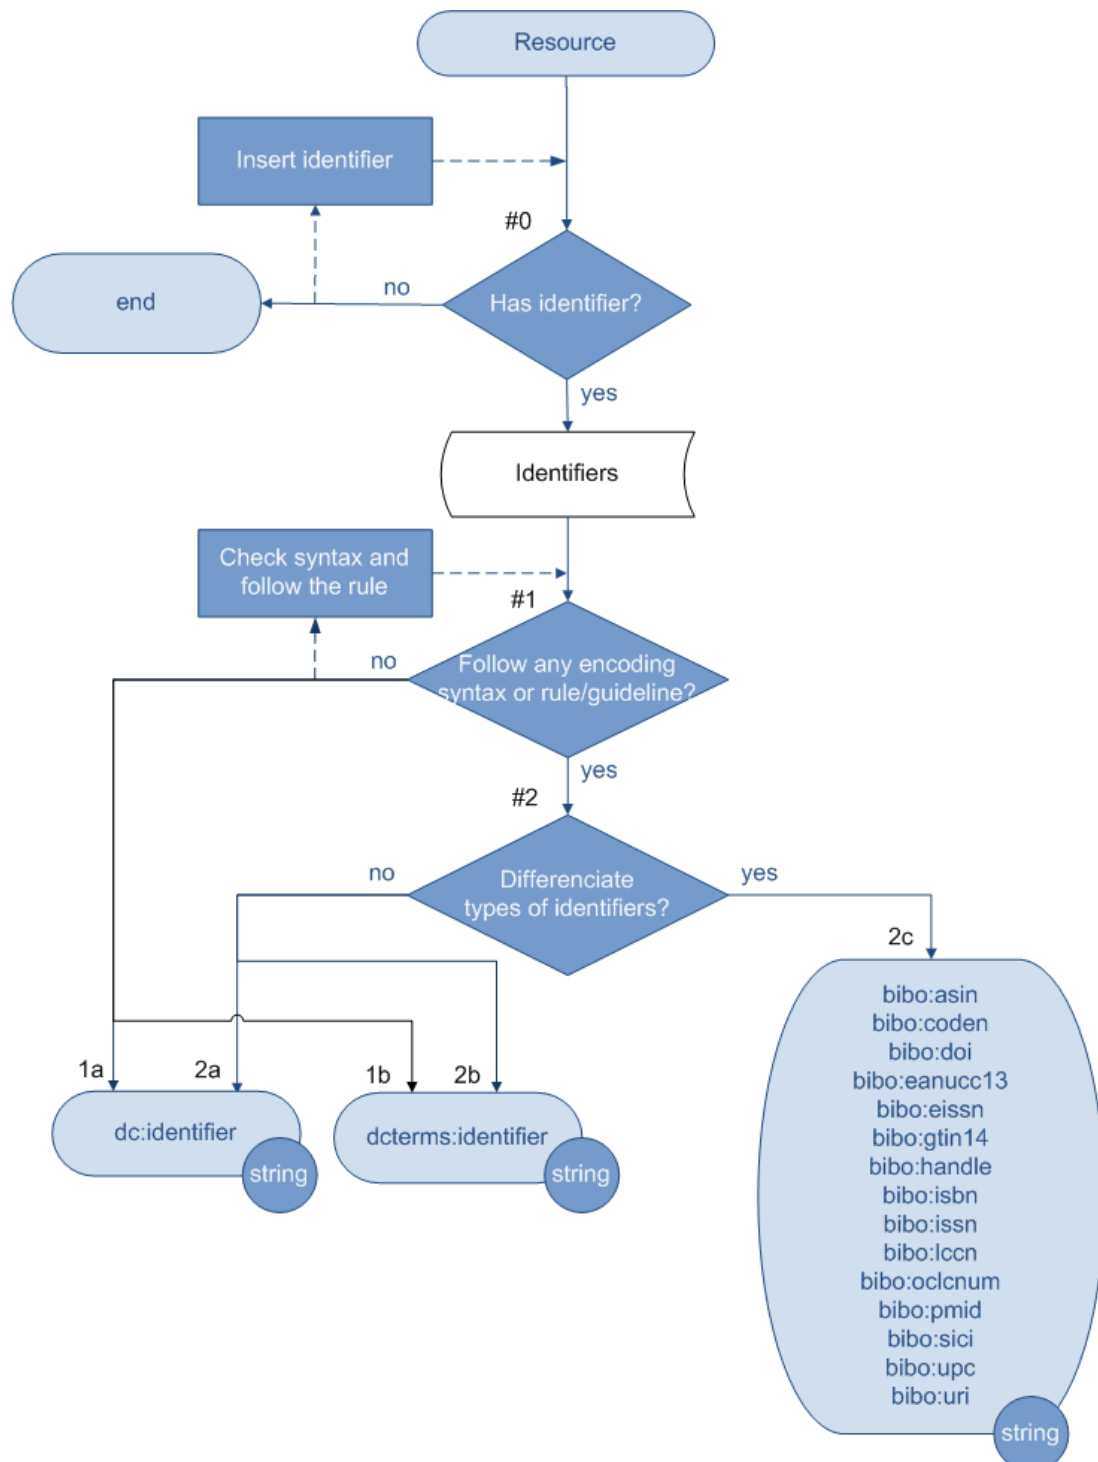 Resource
Insert identifier
#0
end
no
Has identifier?
yes
Identifiers
Check syntax and
follow the rule
#1
no
Follow any encoding
syntax or rule/guideline?
yes
#2
no
Differenciate
types of identifiers?
yes
2c
bibo:asin
bibo:coden
bibo:doi
bibo:eanucc13
bibo:eissn
bibo:gtin14
bibo:handle
bibo:isbn
bibo:issn
bibo:lccn
bibo:oclcnum
bibo:pmid
bibo:sici
bibo:upc
bibo:uri
string
1a
2a
1b
2b
dc:identifier
string
dcterms:identifier
string